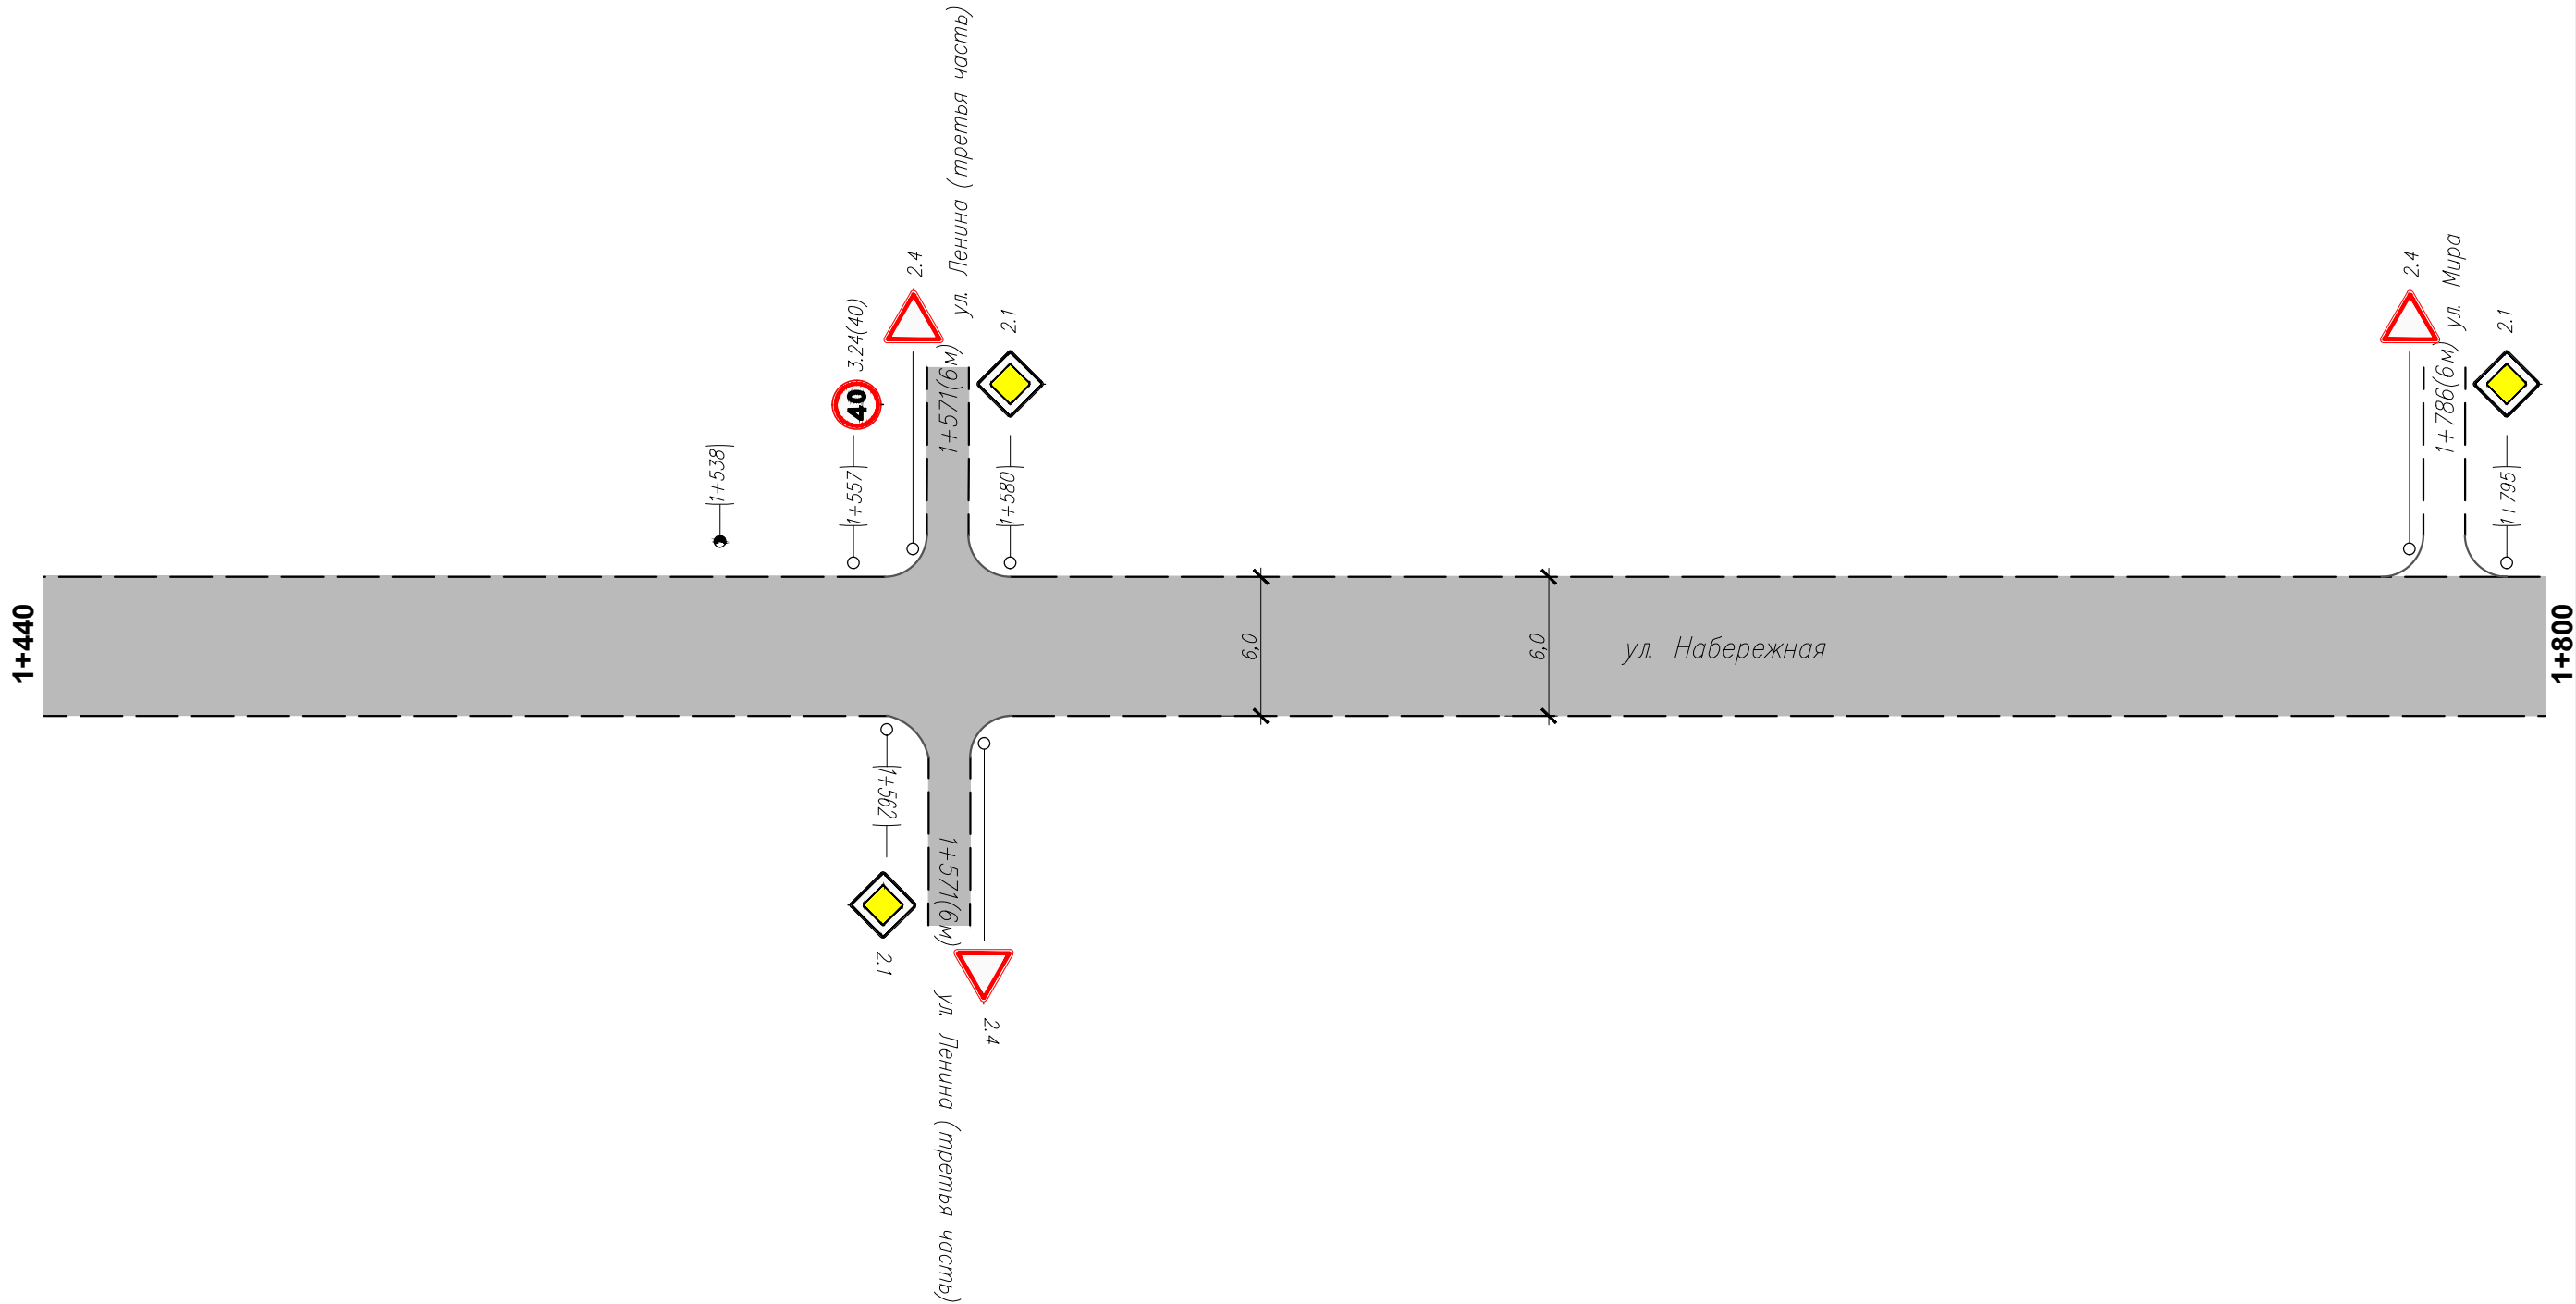 ул. Ленина (третья часть)
2.4
3.24(40)
40
2.1
1+571(6м)
1+538
1+557
1+580
2.4
ул. Мира
2.1
1+786(6м)
1+795
1+440
6,0
6,0
ул. Набережная
1+800
1+562
1+571(6м)
2.1
2.4
ул. Ленина (третья часть)